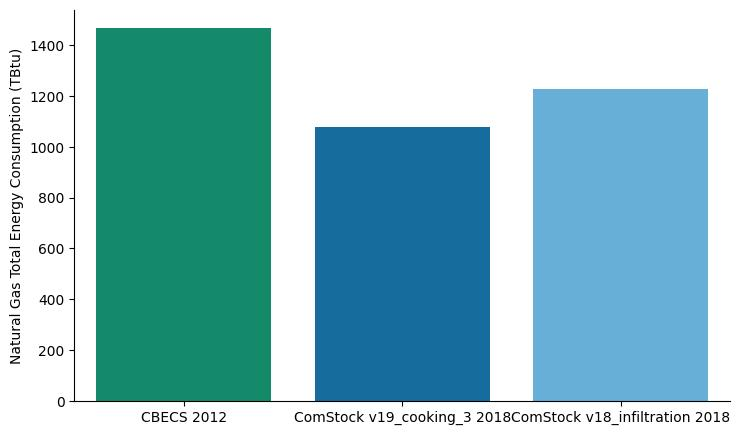 Natural Gas Total Energy Consumption (TBtu)
1400
1200
1000
800
600
400
200
0
CBECS 2012
ComStock v19_cooking_3 2018
ComStock v18_infiltration 2018